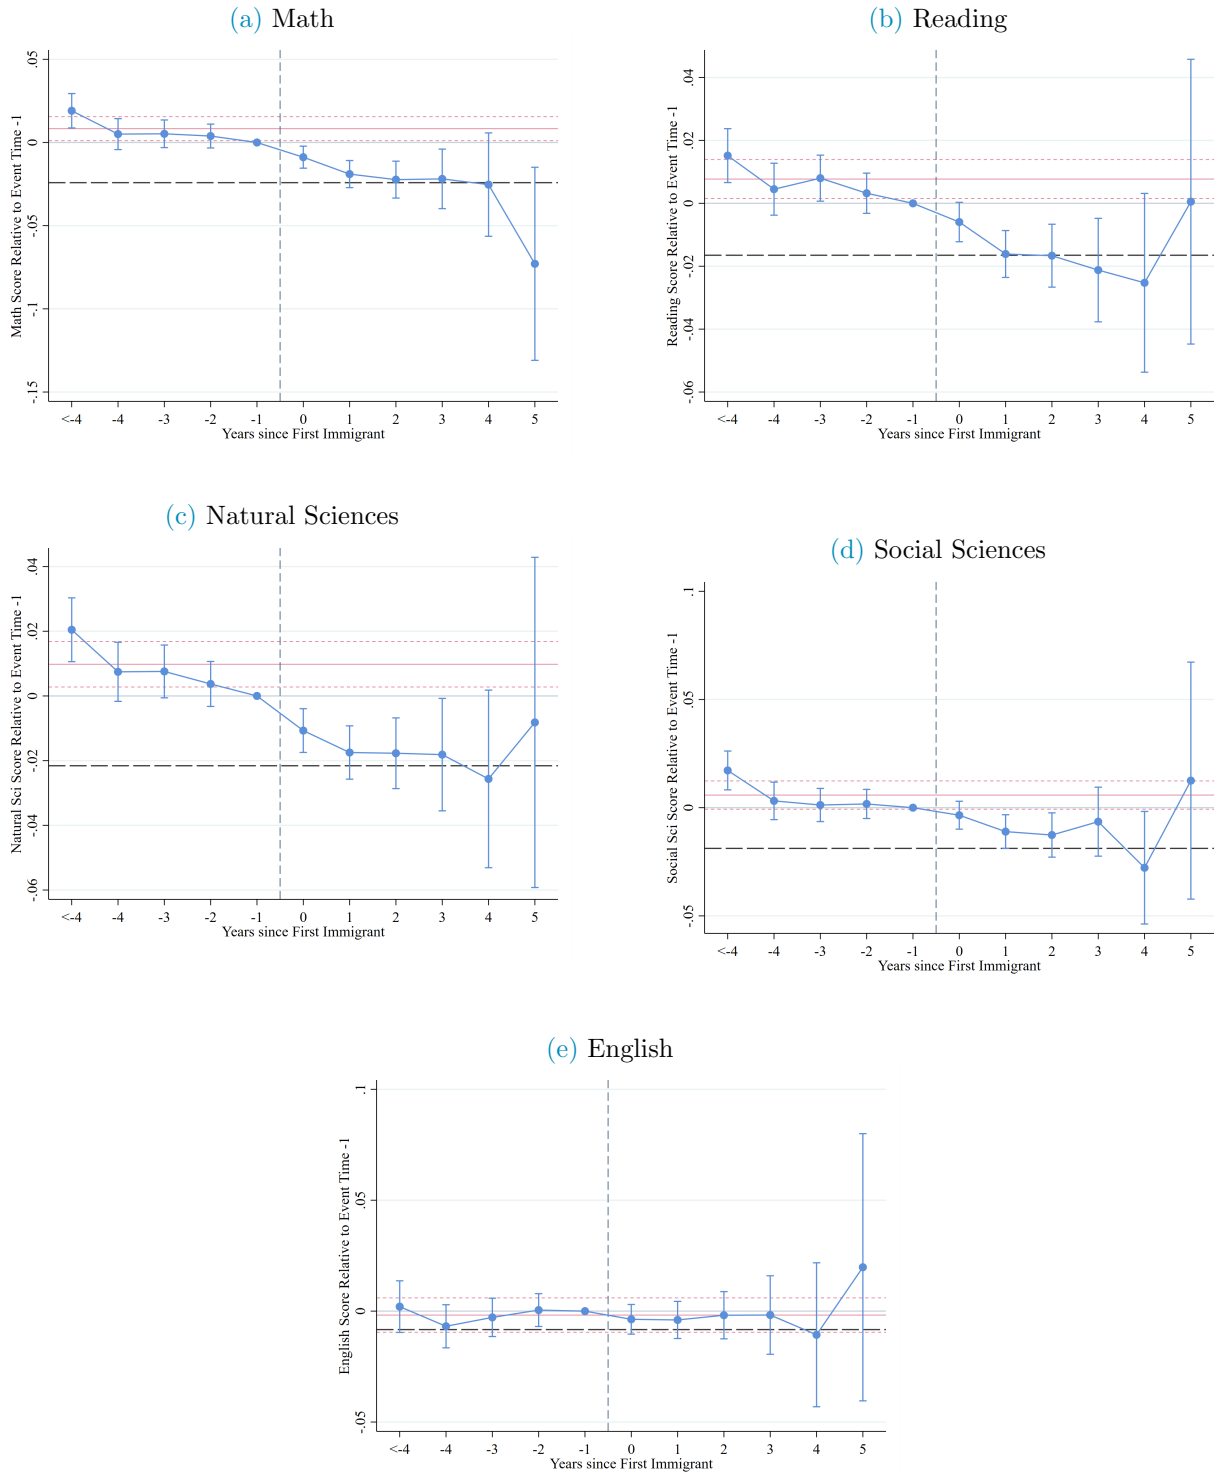 (a) Math
Math Score Relative to Event Time -1
.05
0
-.05
-.1
-.15
<-4 -4 -3 -2 -1 0 1 2 3 4 5
Years since First Immigrant
(b) Reading
Reading Score Relative to Event Time -1
.04
.02
0
-.02
-.04
-.06
<-4 -4 -3 -2 -1 0 1 2 3 4 5
Years since First Immigrant
(c) Natural Sciences
Natural Sci Score Relative to Event Time -1
.04
.02
0
-.02
-.04
-.06
<-4 -4 -3 -2 -1 0 1 2 3 4 5
Years since First Immigrant
(d) Social Sciences
Social Sci Score Relative to Event Time -1
.1
.05
0
-.05
<-4 -4 -3 -2 -1 0 1 2 3 4 5
Years since First Immigrant
(e) English
English Score Relative to Event Time -1
.1
.05
0
-.05
<-4 -4 -3 -2 -1 0 1 2 3 4 5
Years since First Immigrant